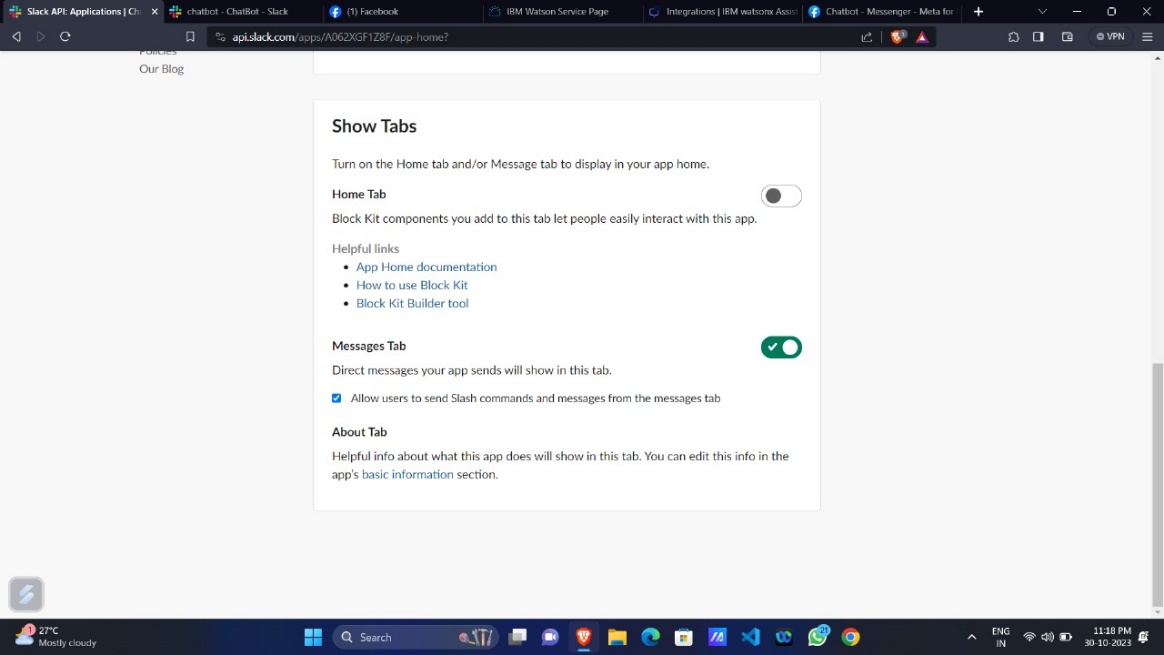 Slack API: Applications | Ch
chatbot - ChatBot - Slack
(1) Facebook
IBM Watson Service Page
Integrations | IBM watsonx Assist
Chatbot - Messenger - Meta for
api.slack.com/apps/A062XGF1Z8F/app-home?
1
VPN
Policies
Our Blog
Show Tabs
Turn on the Home tab and/or Message tab to display in your app home.
Home Tab
Block Kit components you add to this tab let people easily interact with this app.
Helpful links
App Home documentation
How to use Block Kit
Block Kit Builder tool
Messages Tab
Direct messages your app sends will show in this tab.
Allow users to send Slash commands and messages from the messages tab
About Tab
Helpful info about what this app does will show in this tab. You can edit this info in the
app's basic information section.
1
27°C
Mostly cloudy
Search
21
ENG
IN
11:18 PM
30-10-2023